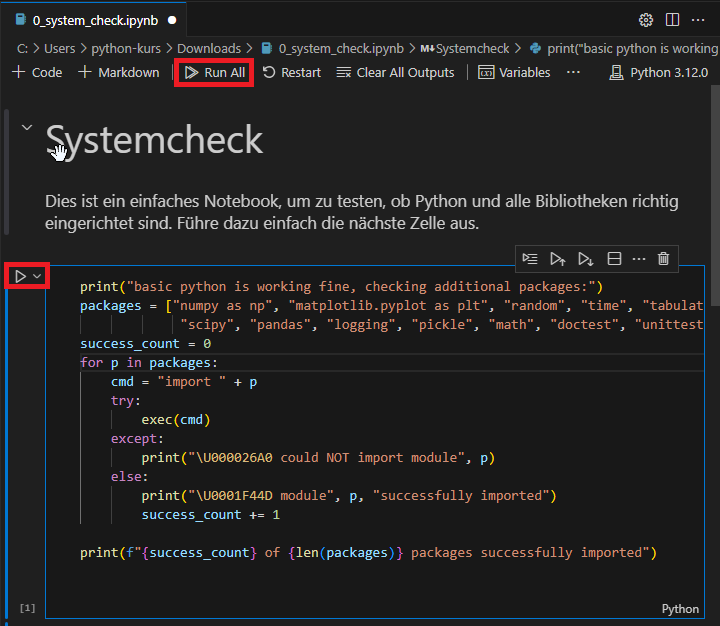 0_system_check.ipynb
C: > Users > python-kurs > Downloads > 0_system_check.ipynb > M↓Systemcheck > print("basic python is working
+ Code + Markdown Run All Restart Clear All Outputs Variables ··· Python 3.12.0
Systemcheck
Dies ist ein einfaches Notebook, um zu testen, ob Python und alle Bibliotheken richtig
eingerichtet sind. Führe dazu einfach die nächste Zelle aus.
print("basic python is working fine, checking additional packages:")
packages = ["numpy as np", "matplotlib.pyplot as plt", "random", "time", "tabulat
"scipy", "pandas", "logging", "pickle", "math", "doctest", "unittest
success_count = 0
for p in packages:
cmd = "import " + p
try:
exec(cmd)
except:
print("\U000026A0 could NOT import module", p)
else:
print("\U0001F44D module", p, "successfully imported")
success_count += 1
print(f"{success_count} of {len(packages)} packages successfully imported")
[1]
Python